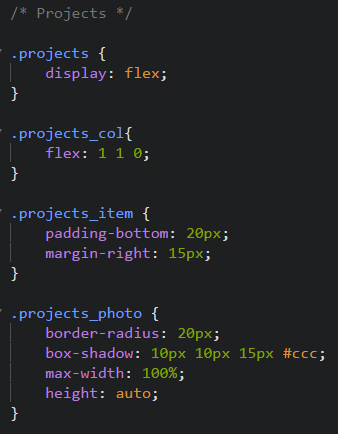 /* Projects */
.projects {
display: flex;
}
.projects_col{
flex: 1 1 0;
}
.projects_item {
padding-bottom: 20px;
margin-right: 15px;
}
.projects_photo {
border-radius: 20px;
box-shadow: 10px 10px 15px #ccc;
max-width: 100%;
height: auto;
}